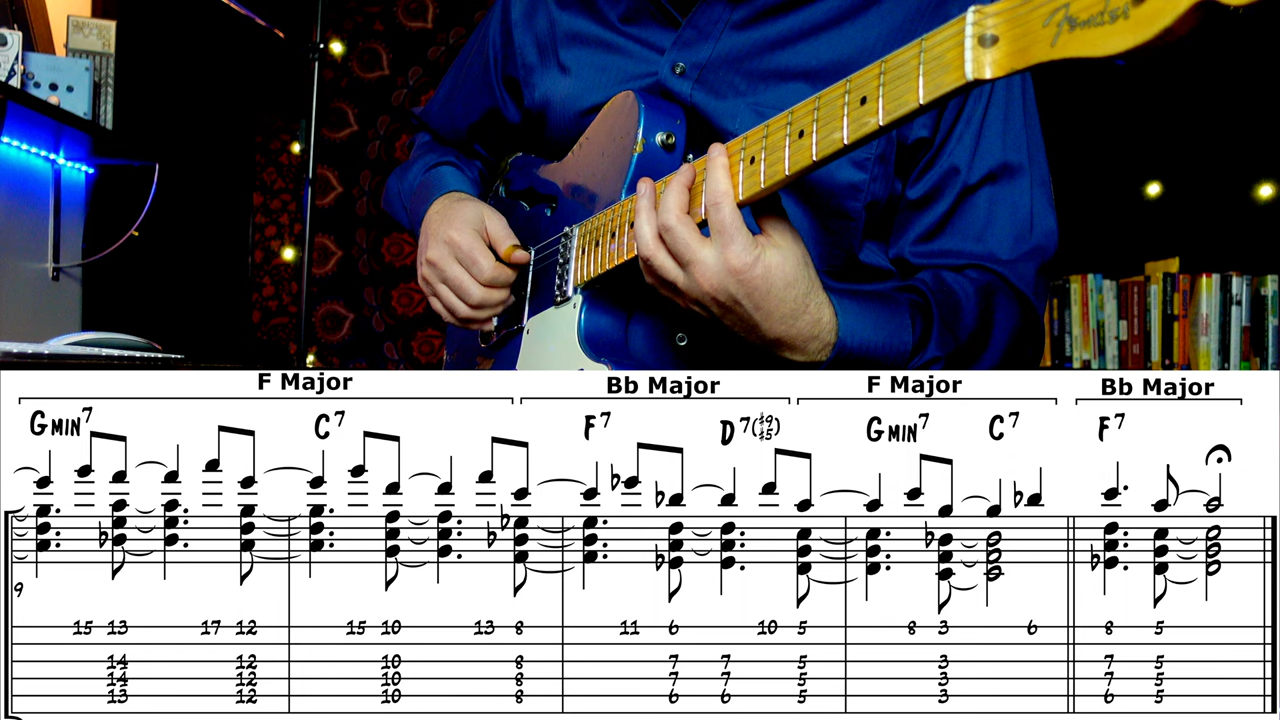 Fender
F Major Bb Major F Major Bb Major
GMIN7 C7 F7 D7(#9#5) GMIN7 C7 F7
9
15 13 17 12 15 10 13 8 11 6 10 5 8 3 6 8 5
14 12 10 8 7 7 5 3 7 5
14 12 10 8 7 7 5 3 7 5
13 12 10 8 6 6 5 3 6 5